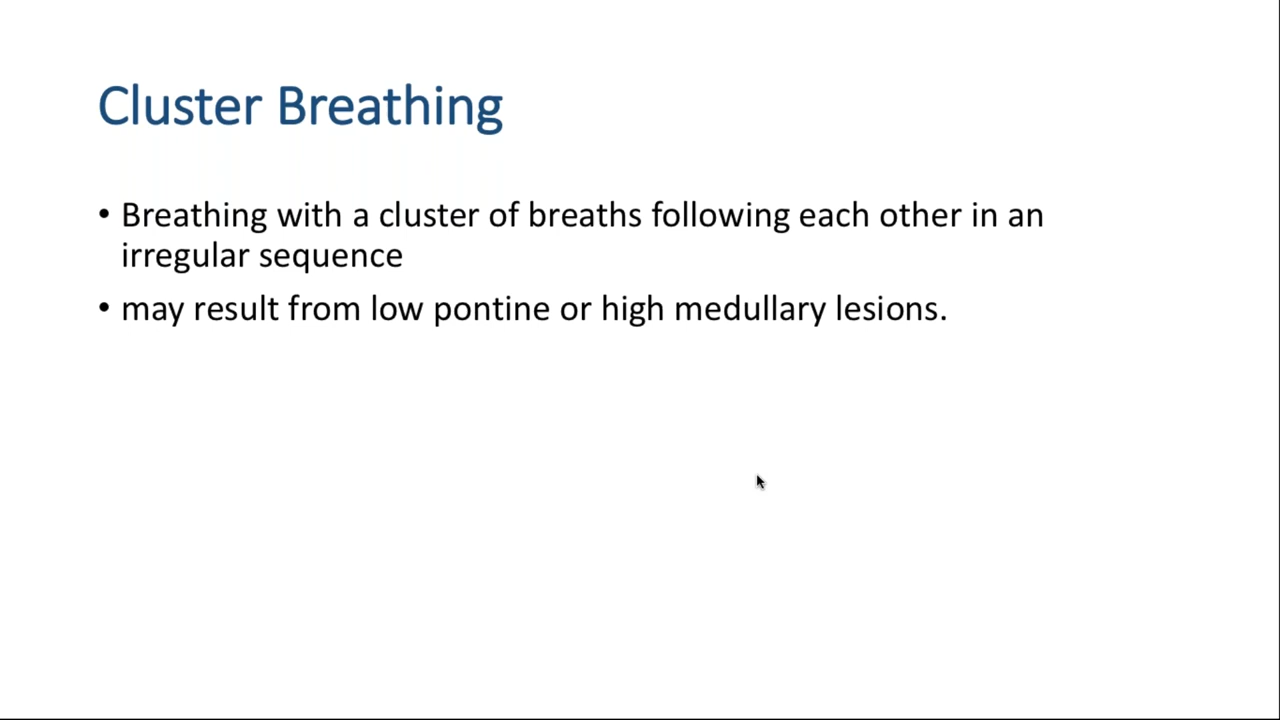 Cluster Breathing
• Breathing with a cluster of breaths following each other in an
irregular sequence
• may result from low pontine or high medullary lesions.